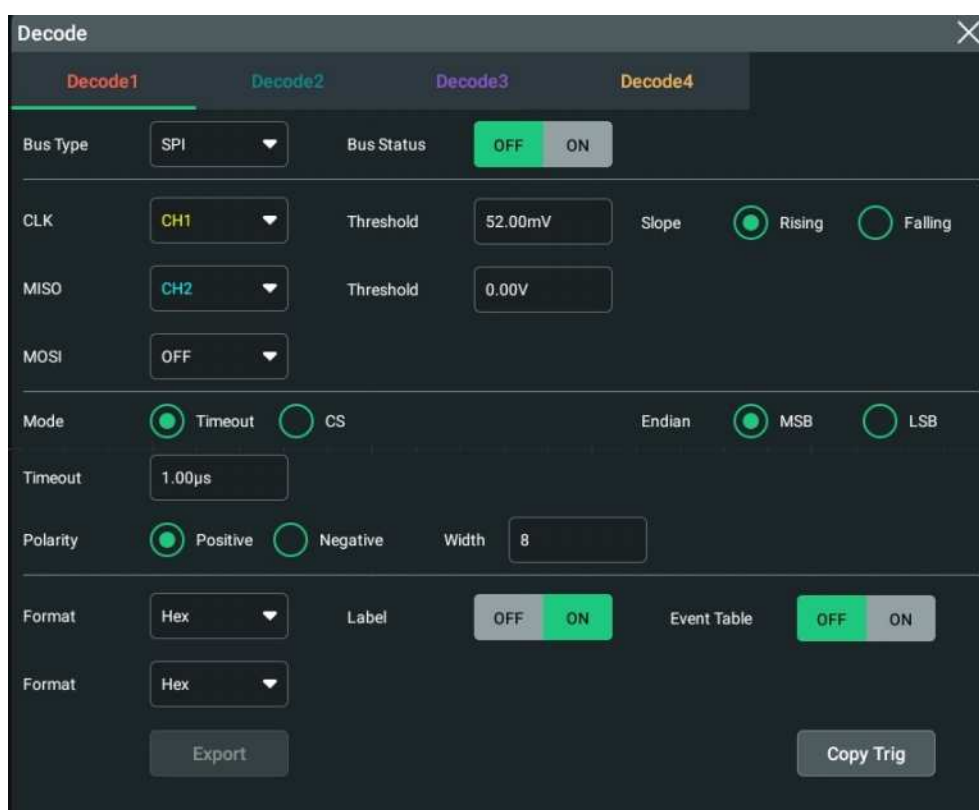 Decode
Decode1 Decode2 Decode3 Decode4
Bus Type SPI Bus Status OFF ON
CLK CH1 Threshold 52.00mV Slope Rising Falling
MISO CH2 Threshold 0.00V
MOSI OFF
Mode Timeout CS Endian MSB LSB
Timeout 1.00µs
Polarity Positive Negative Width 8
Format Hex Label OFF ON Event Table OFF ON
Format Hex
Export Copy Trig